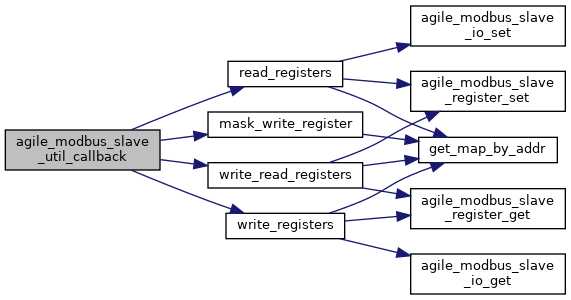 agile_modbus_slave
_util_callback
read_registers
mask_write_register
write_read_registers
write_registers
agile_modbus_slave
_io_set
agile_modbus_slave
_register_set
get_map_by_addr
agile_modbus_slave
_register_get
agile_modbus_slave
_io_get